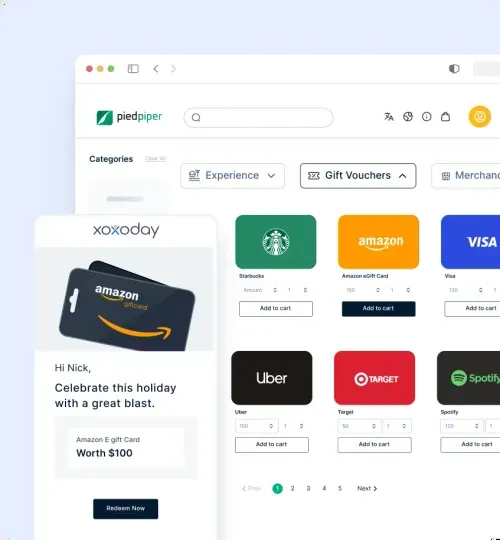 piedpiper
Categories
Clear All
Experience
Gift Vouchers
Merchan
xoxoday
amazon
giftcard
Hi Nick,
Celebrate this holiday
with a great blast.
Amazon E gift Card
Worth $100
Redeem Now
amazon
VISA
Starbucks
Amazon eGift Card
Visa
Amount
1
150
1
100
1
Add to cart
Add to cart
Add to cart
Uber
TARGET
Spotify
Uber
Target
Spotify
100
1
50
1
120
1
Add to cart
Add to cart
Add to cart
Prev
1
2
3
4
5
Next